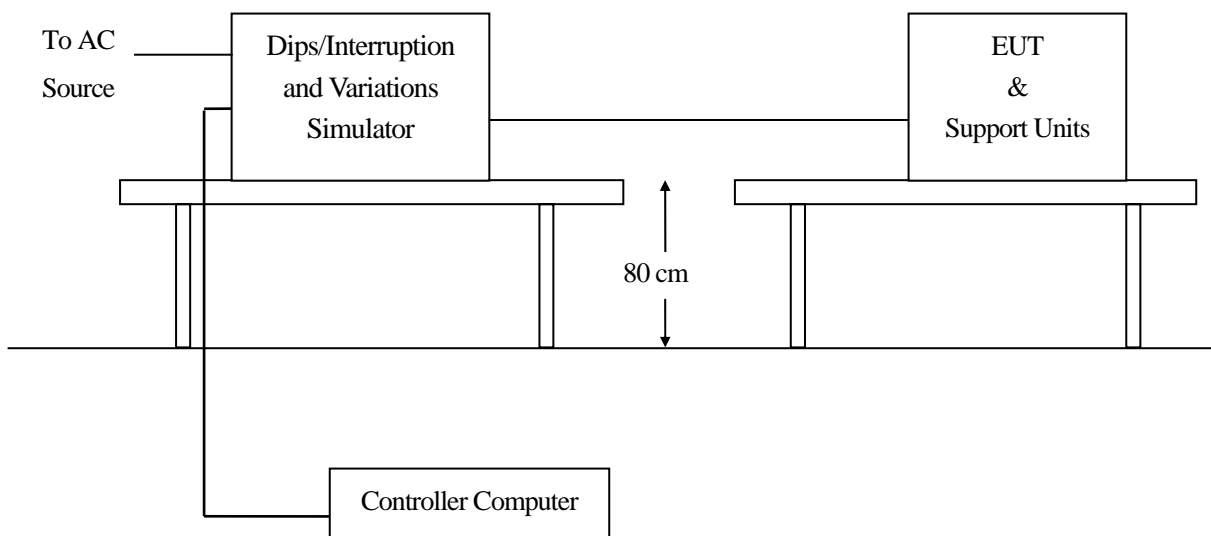 To AC
Source
Dips/Interruption
and Variations
Simulator
EUT
&
Support Units
80 cm
Controller Computer